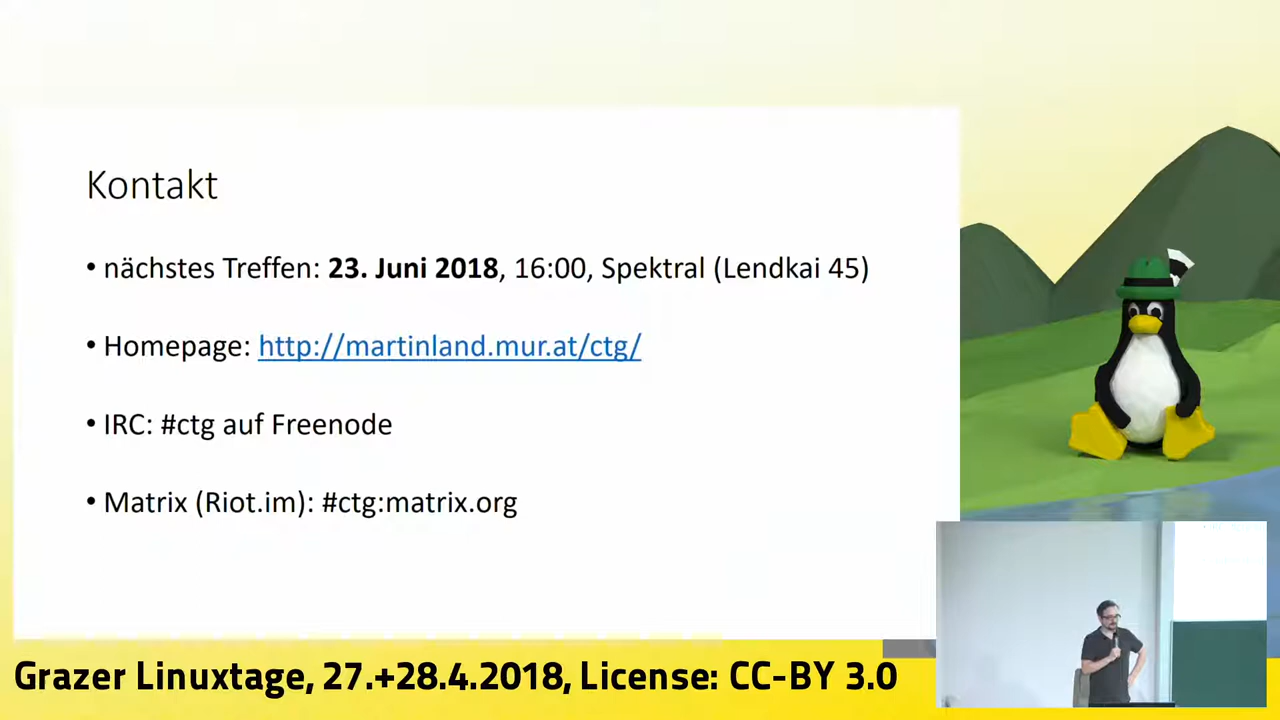 Kontakt
• nächstes Treffen: 23. Juni 2018, 16:00, Spektral (Lendkai 45)
• Homepage: http://martinland.mur.at/ctg/
• IRC: #ctg auf Freenode
• Matrix (Riot.im): #ctg:matrix.org
Grazer Linuxtage, 27.+28.4.2018, License: CC-BY 3.0